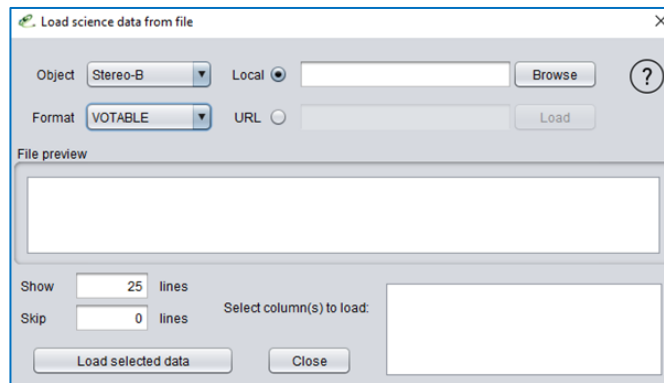 Load science data from file
Object Stereo-B Local Browse ?
Format VOTABLE URL Load
File preview
Show 25 lines
Select column(s) to load:
Skip 0 lines
Load selected data Close